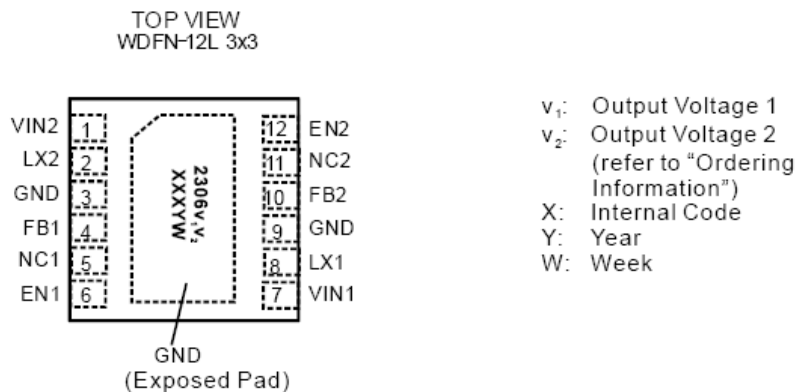 TOP VIEW
WDFN-12L 3x3
VIN2 1
LX2 2
GND 3
FB1 4
NC1 5
EN1 6
2306v₁v₂
XXXYW
12 EN2
11 NC2
10 FB2
9 GND
8 LX1
7 VIN1
GND
(Exposed Pad)
v₁: Output Voltage 1
v₂: Output Voltage 2
(refer to “Ordering
Information”)
X: Internal Code
Y: Year
W: Week